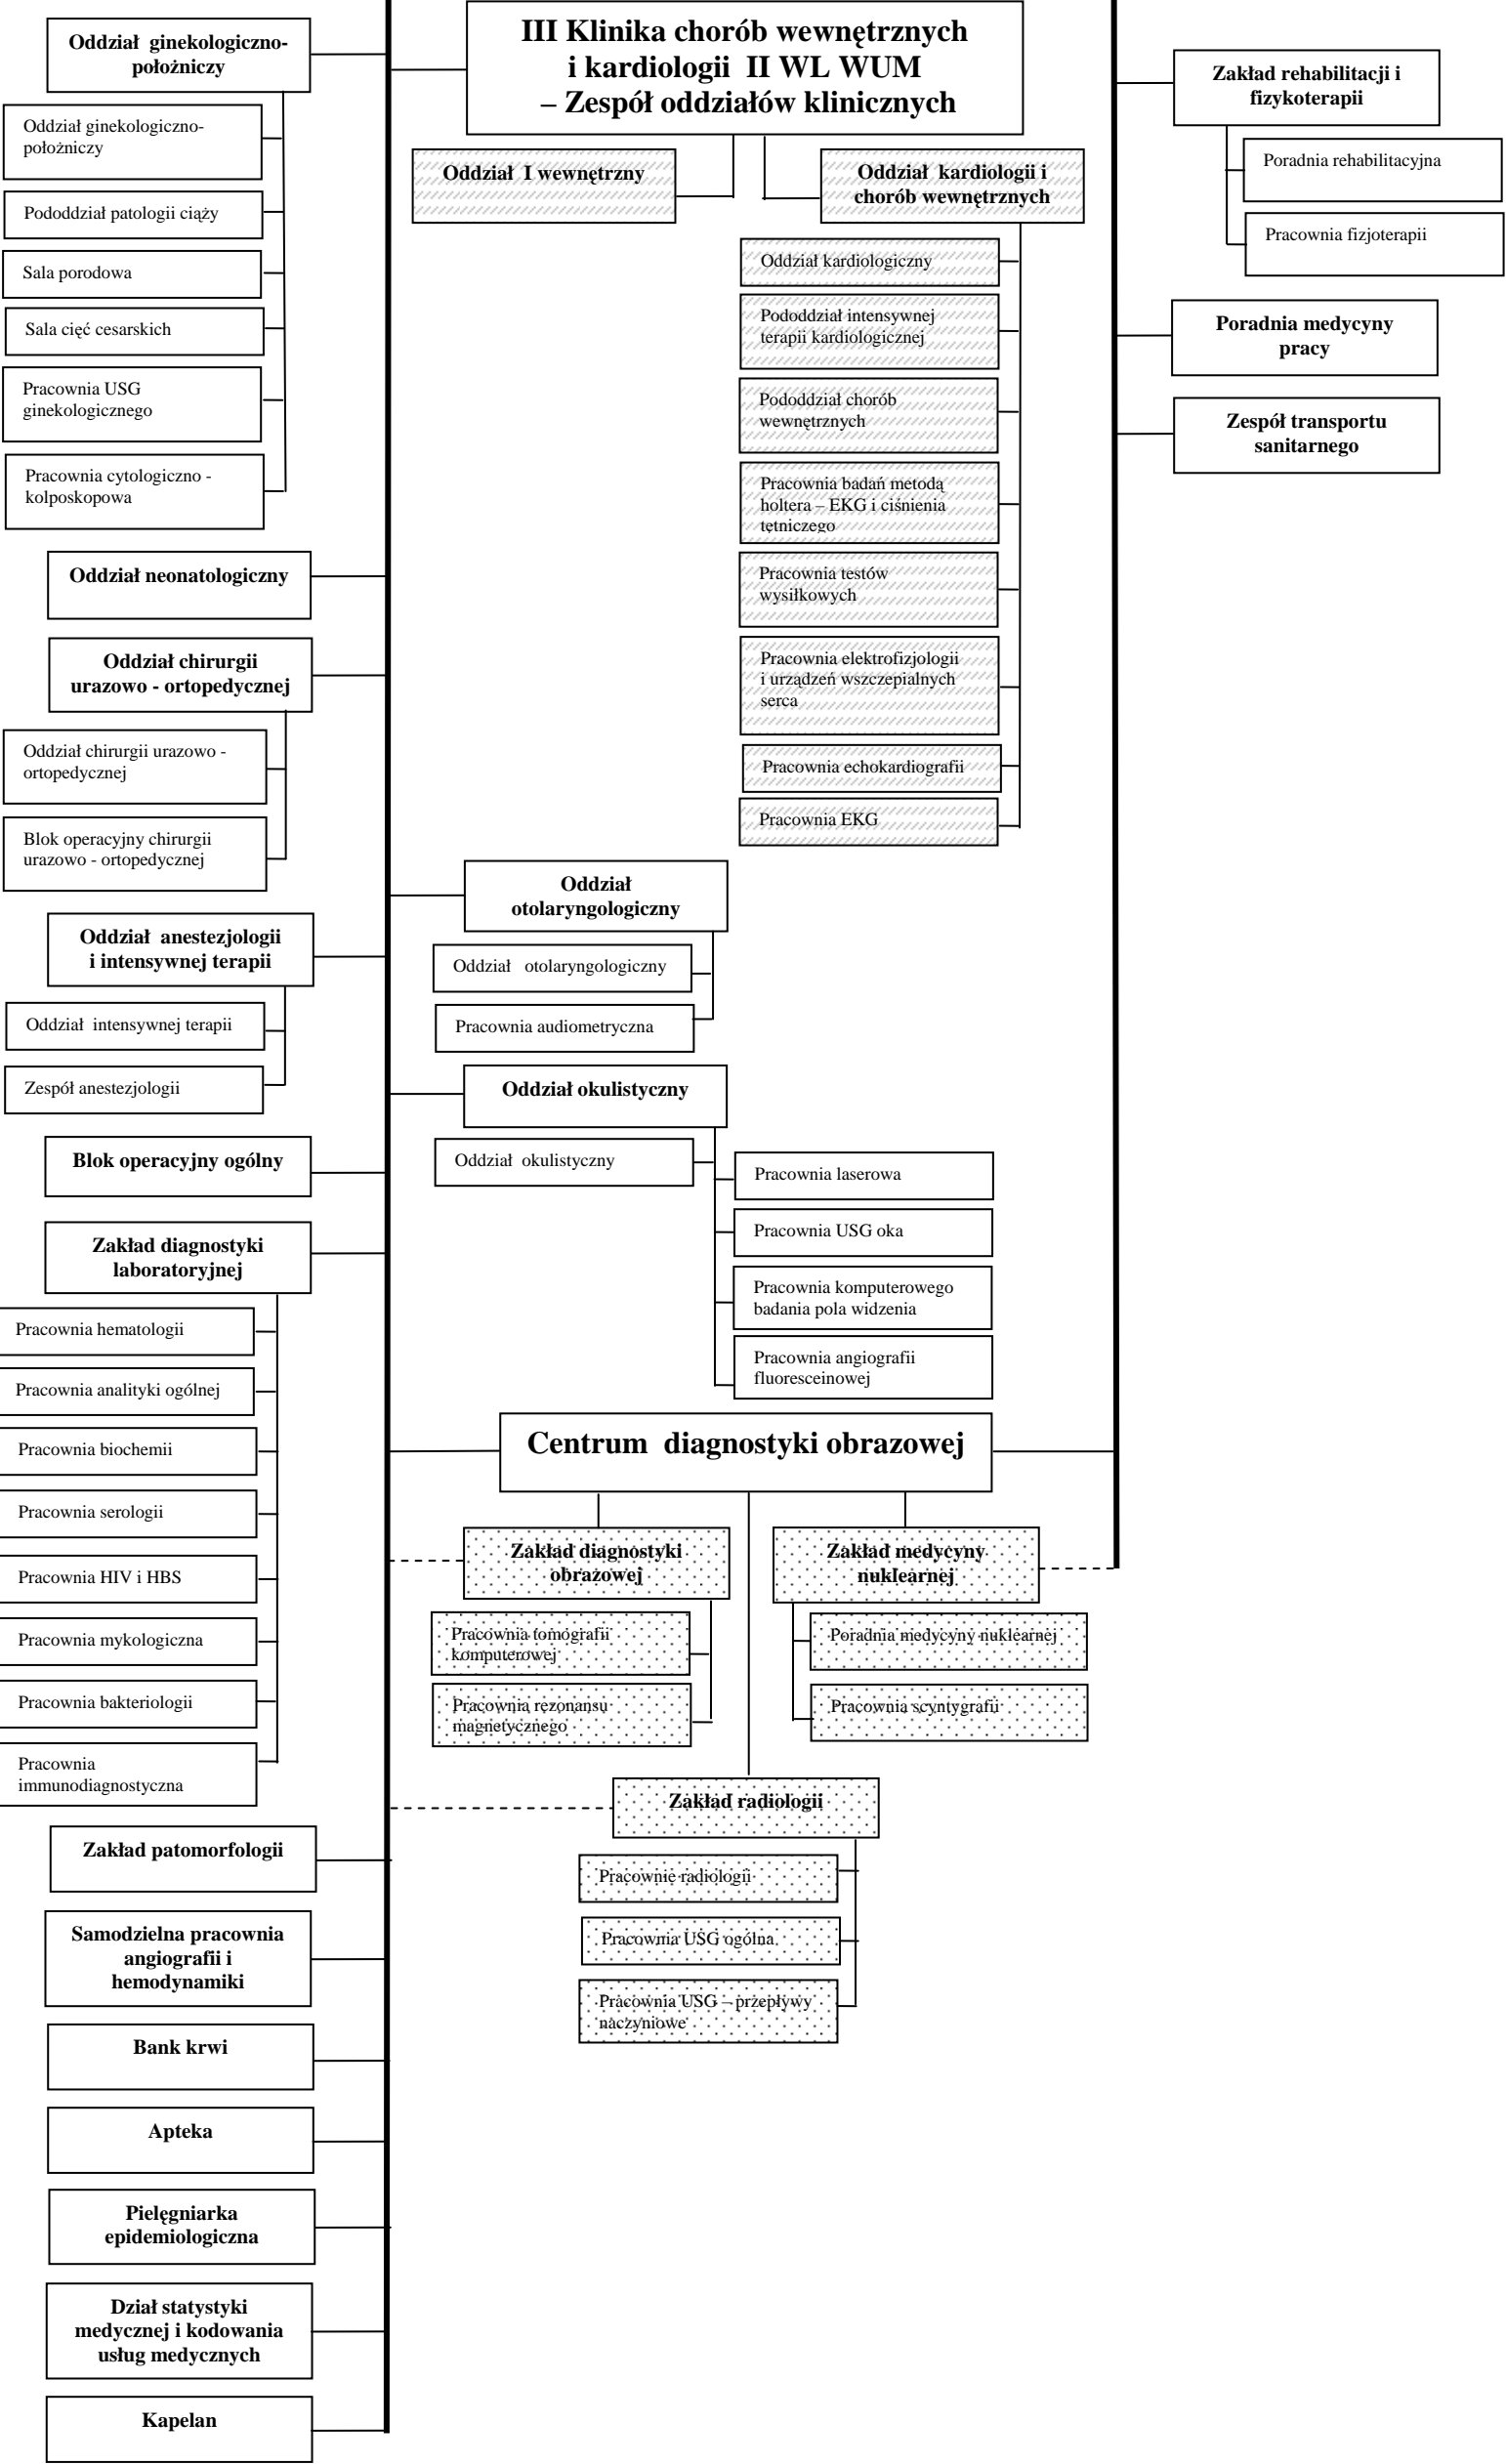 Oddział ginekologiczno-
położniczy
Oddział ginekologiczno-
położniczy
Pododdział patologii ciąży
Sala porodowa
Sala cięć cesarskich
Pracownia USG
ginekologicznego
Pracownia cytologiczno -
kolposkopowa
Oddział neonatologiczny
Oddział chirurgii
urazowo - ortopedycznej
Oddział chirurgii urazowo -
ortopedycznej
Blok operacyjny chirurgii
urazowo - ortopedycznej
Oddział anestezjologii
i intensywnej terapii
Oddział intensywnej terapii
Zespół anestezjologii
Blok operacyjny ogólny
Zakład diagnostyki
laboratoryjnej
Pracownia hematologii
Pracownia analityki ogólnej
Pracownia biochemii
Pracownia serologii
Pracownia HIV i HBS
Pracownia mykologiczna
Pracownia bakteriologii
Pracownia
immunodiagnostyczna
Zakład patomorfologii
Samodzielna pracownia
angiografii i
hemodynamiki
Bank krwi
Apteka
Pielęgniarka
epidemiologiczna
Dział statystyki
medycznej i kodowania
usług medycznych
Kapelan
III Klinika chorób wewnętrznych
i kardiologii II WL WUM
– Zespół oddziałów klinicznych
Oddział I wewnętrzny
Oddział kardiologii i
chorób wewnętrznych
Oddział kardiologiczny
Pododdział intensywnej
terapii kardiologicznej
Pododdział chorób
wewnętrznych
Pracownia badań metodą
holtera – EKG i ciśnienia
tętniczego
Pracownia testów
wysiłkowych
Pracownia elektrofizjologii
i urządzeń wszczepialnych
serca
Pracownia echokardiografii
Pracownia EKG
Oddział
otolaryngologiczny
Oddział otolaryngologiczny
Pracownia audiometryczna
Oddział okulistyczny
Oddział okulistyczny
Pracownia laserowa
Pracownia USG oka
Pracownia komputerowego
badania pola widzenia
Pracownia angiografii
fluoresceinowej
Centrum diagnostyki obrazowej
Zakład diagnostyki
obrazowej
Pracownia tomografii
komputerowej
Pracownia rezonansu
magnetycznego
Zakład medycyny
nuklearnej
Poradnia medycyny nuklearnej
Pracownia scyntygrafii
Zakład radiologii
Pracownie radiologii
Pracownia USG ogólna
Pracownia USG – przepływy
naczyniowe
Zakład rehabilitacji i
fizykoterapii
Poradnia rehabilitacyjna
Pracownia fizjoterapii
Poradnia medycyny
pracy
Zespół transportu
sanitarnego